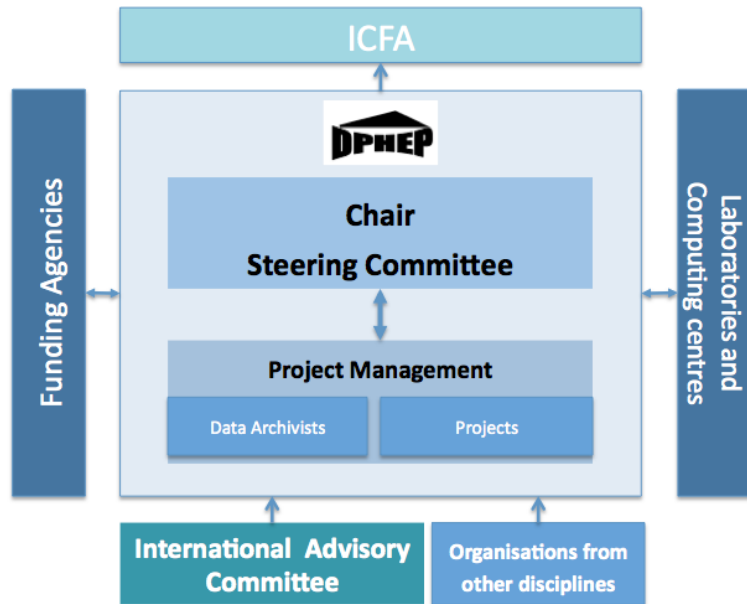 ICFA
DPHEP
Funding Agencies
Chair
Steering Committee
Project Management
Data Archivists
Projects
Laboratories and
Computing centres
International Advisory
Committee
Organisations from
other disciplines